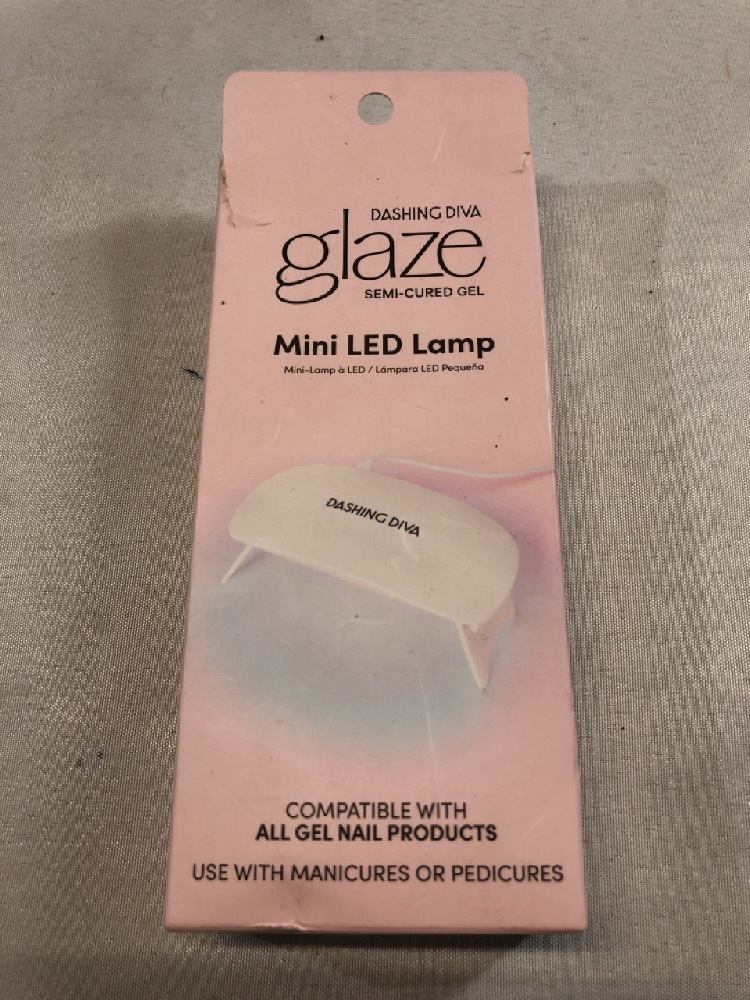 DASHING DIVA
glaze
SEMI-CURED GEL
Mini LED Lamp
Mini-Lamp à LED / Lámpara LED Pequeña
DASHING DIVA
COMPATIBLE WITH
ALL GEL NAIL PRODUCTS
USE WITH MANICURES OR PEDICURES